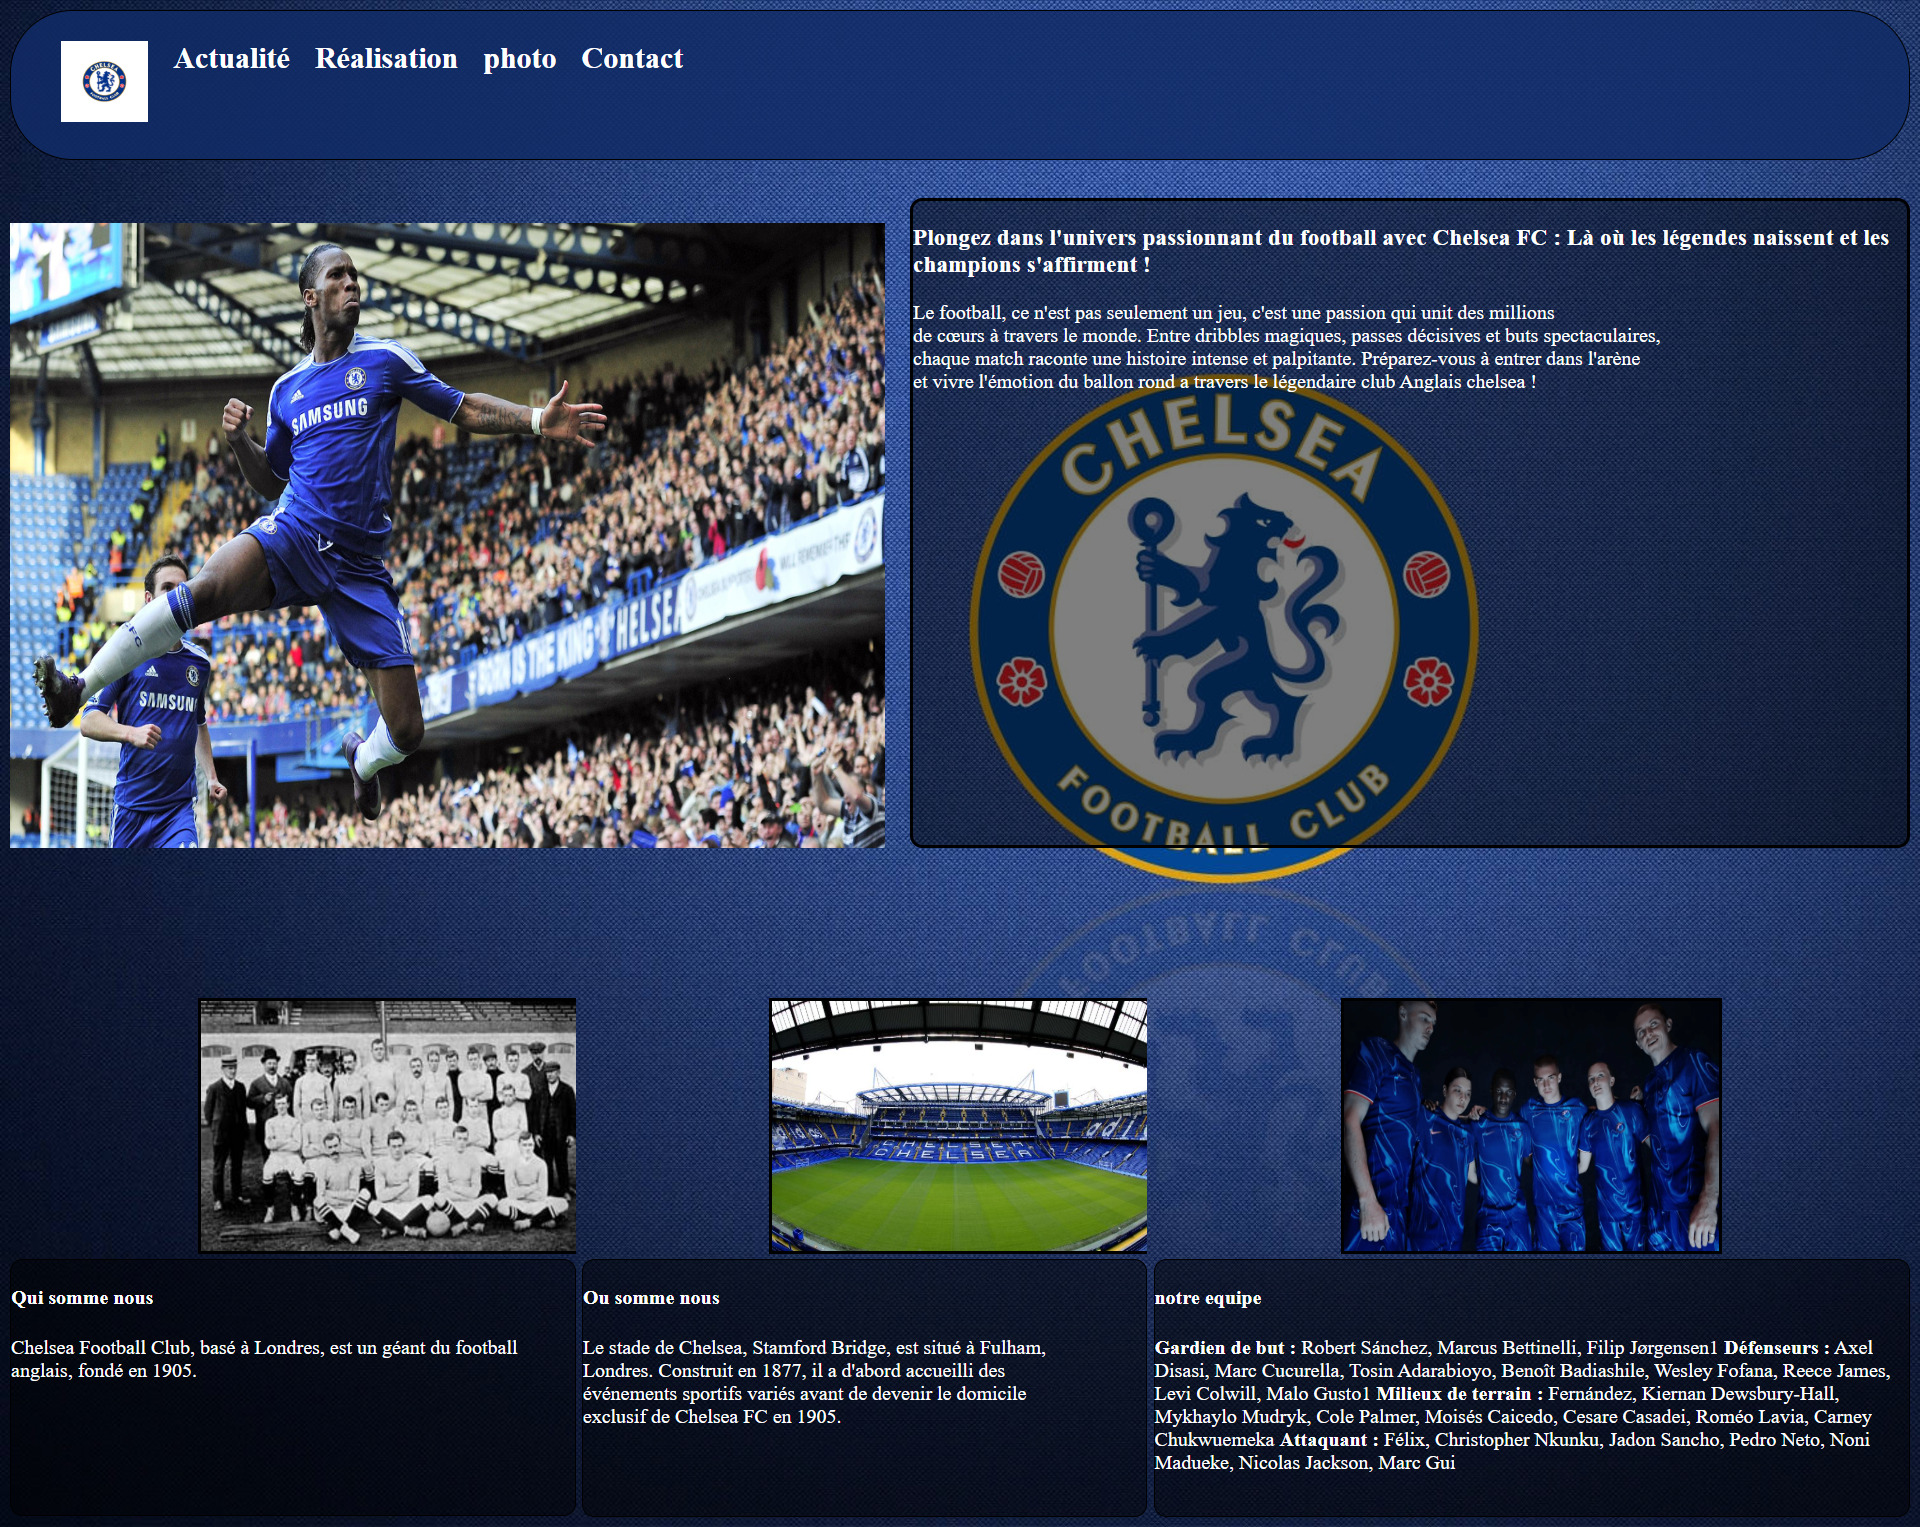 CHELSEA
FOOTBALL CLUB
Actualité Réalisation photo Contact
Plongez dans l'univers passionnant du football avec Chelsea FC : Là où les légendes naissent et les
champions s'affirment !
Le football, ce n'est pas seulement un jeu, c'est une passion qui unit des millions
de cœurs à travers le monde. Entre dribbles magiques, passes décisives et buts spectaculaires,
chaque match raconte une histoire intense et palpitante. Préparez-vous à entrer dans l'arène
et vivre l'émotion du ballon rond a travers le légendaire club Anglais chelsea !
SAMSUNG
SAMSUNG
SAMSUN
BORN IS THE KING
HELSEA
CHELSEA
FOOTBALL CLUB
CHELSEA
CHELSEA
Qui somme nous
Chelsea Football Club, basé à Londres, est un géant du football
anglais, fondé en 1905.
Ou somme nous
Le stade de Chelsea, Stamford Bridge, est situé à Fulham,
Londres. Construit en 1877, il a d'abord accueilli des
événements sportifs variés avant de devenir le domicile
exclusif de Chelsea FC en 1905.
notre equipe
Gardien de but : Robert Sánchez, Marcus Bettinelli, Filip Jørgensen1 Défenseurs : Axel
Disasi, Marc Cucurella, Tosin Adarabioyo, Benoît Badiashile, Wesley Fofana, Reece James,
Levi Colwill, Malo Gusto1 Milieux de terrain : Fernández, Kiernan Dewsbury-Hall,
Mykhaylo Mudryk, Cole Palmer, Moisés Caicedo, Cesare Casadei, Roméo Lavia, Carney
Chukwuemeka Attaquant : Félix, Christopher Nkunku, Jadon Sancho, Pedro Neto, Noni
Madueke, Nicolas Jackson, Marc Gui